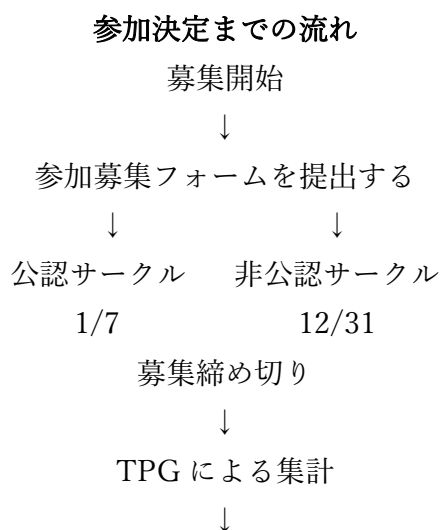 参加決定までの流れ
募集開始
↓
参加募集フォームを提出する
↓ ↓
公認サークル 非公認サークル
1/7 12/31
募集締め切り
↓
TPG による集計
↓